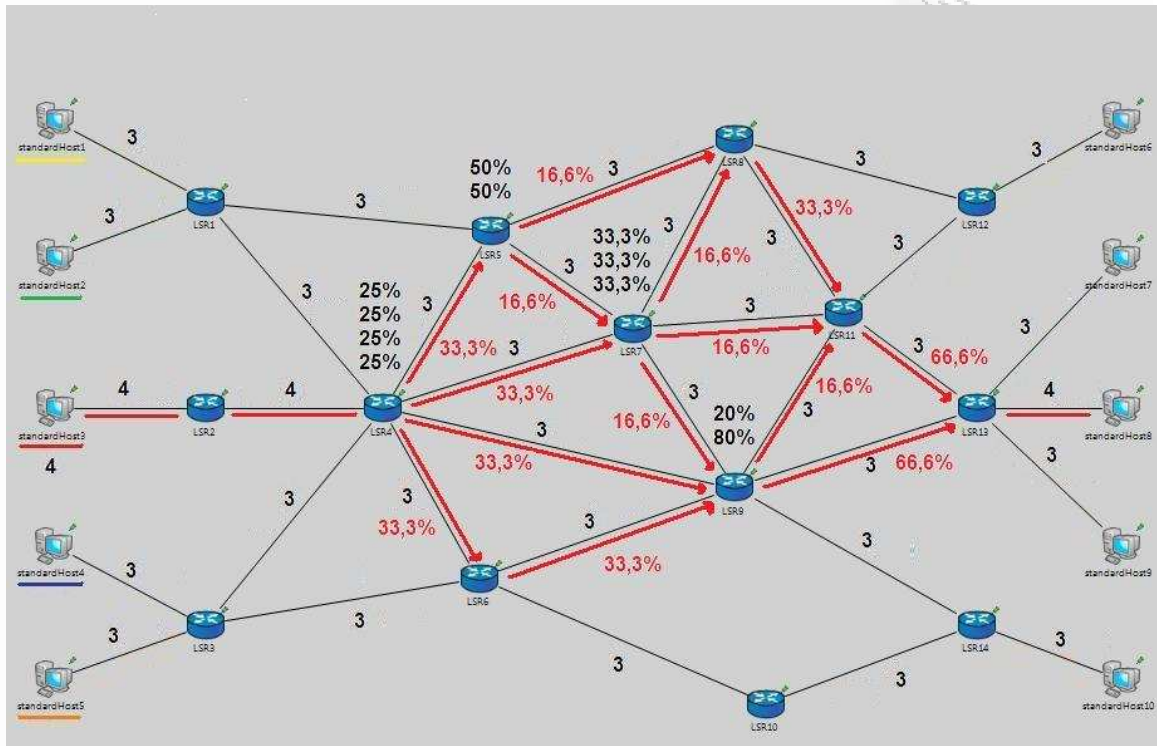 3
standardHost1
3
LSR1
standardHost2
3
3
50%
50%
LSR5
16,6%
3
LSR8
3
LSR12
3
standardHost6
3
25%
25%
25%
25%
3
33,3%
3
16,6%
33,3%
33,3%
33,3%
3
16,6%
33,3%
3
3
standardHost7
3
LSR11
3
LSR7
16,6%
3
33,3%
4
standardHost3
4
LSR2
4
LSR4
3
33,3%
3
16,6%
20%
80%
3
16,6%
3
66,6%
LSR13
4
standardHost8
3
66,6%
LSR9
3
standardHost9
3
3
33,3%
3
33,3%
LSR6
standardHost4
3
LSR3
3
3
standardHost5
3
LSR10
3
3
LSR14
3
standardHost10